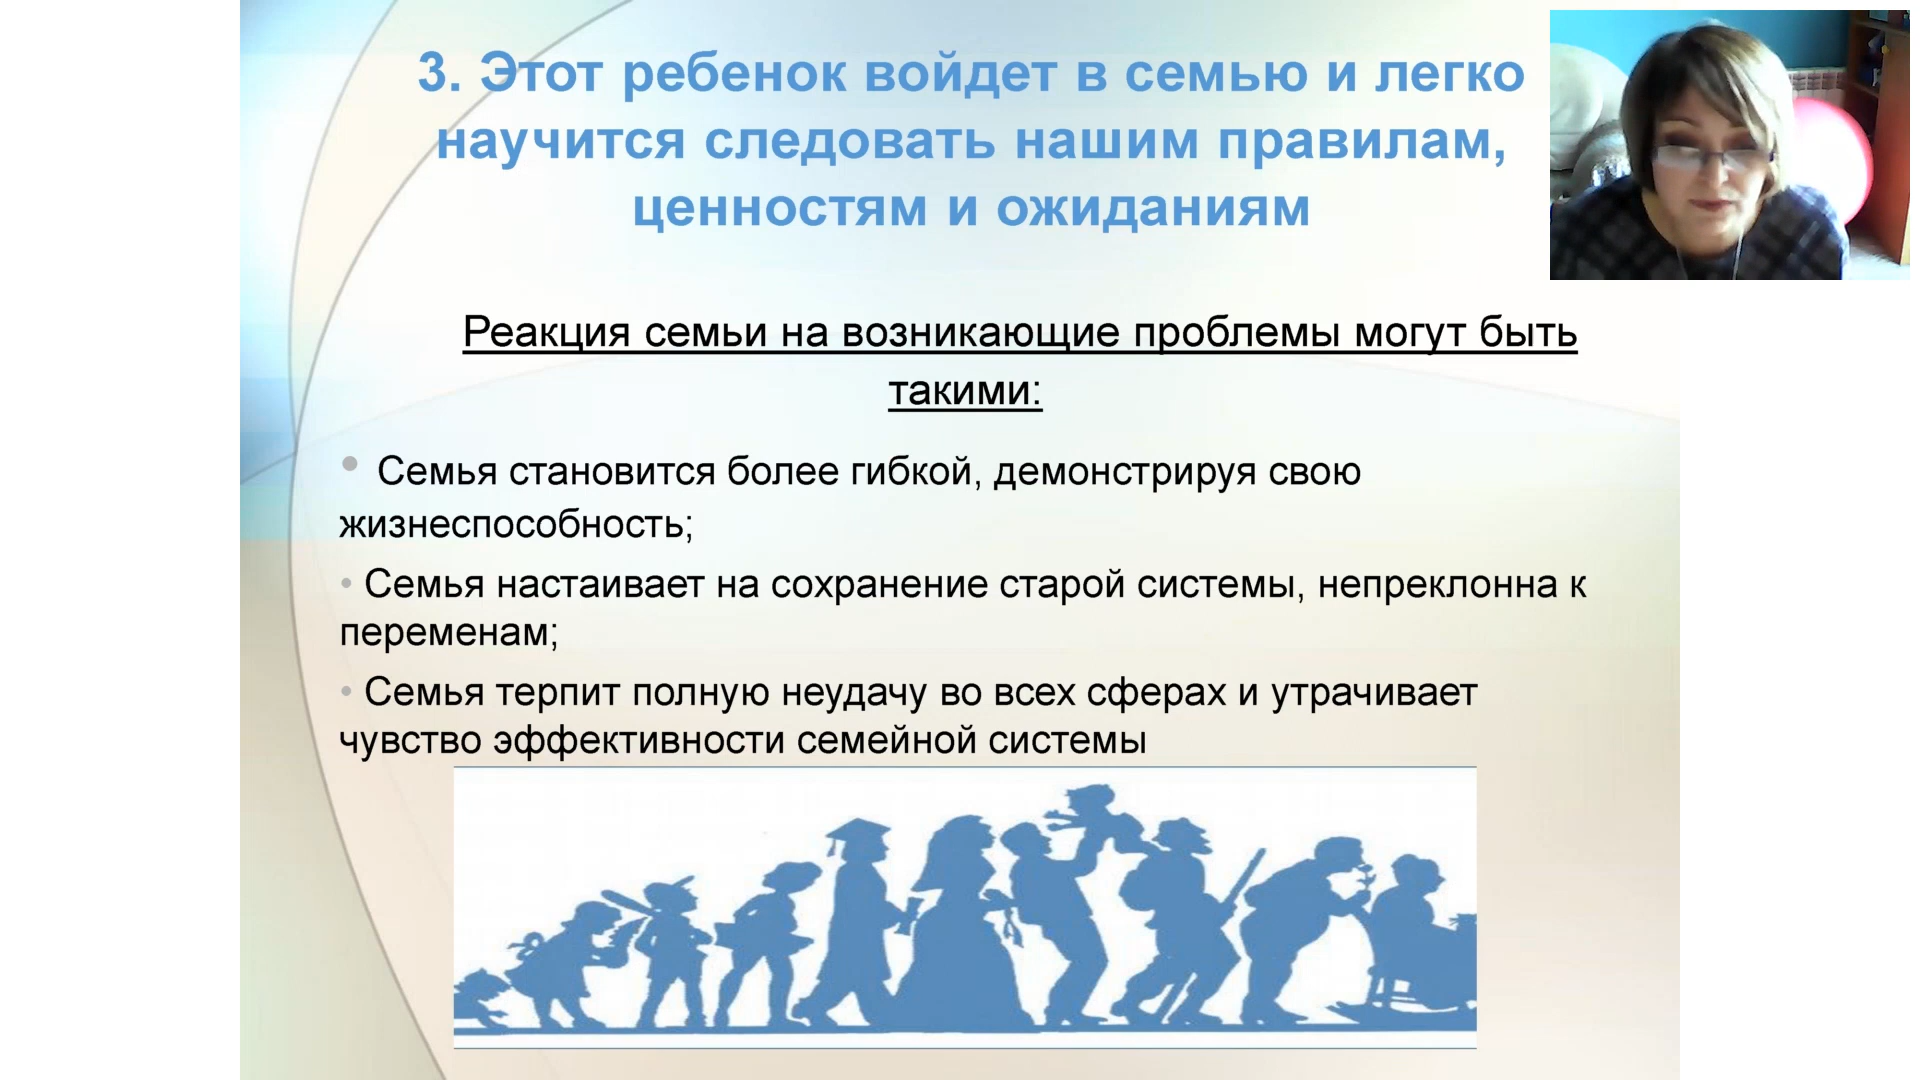 3. Этот ребенок войдет в семью и легко
научится следовать нашим правилам,
ценностям и ожиданиям
Реакция семьи на возникающие проблемы могут быть
такими:
• Семья становится более гибкой, демонстрируя свою
жизнеспособность;
• Семья настаивает на сохранение старой системы, непреклонна к
переменам;
• Семья терпит полную неудачу во всех сферах и утрачивает
чувство эффективности семейной системы